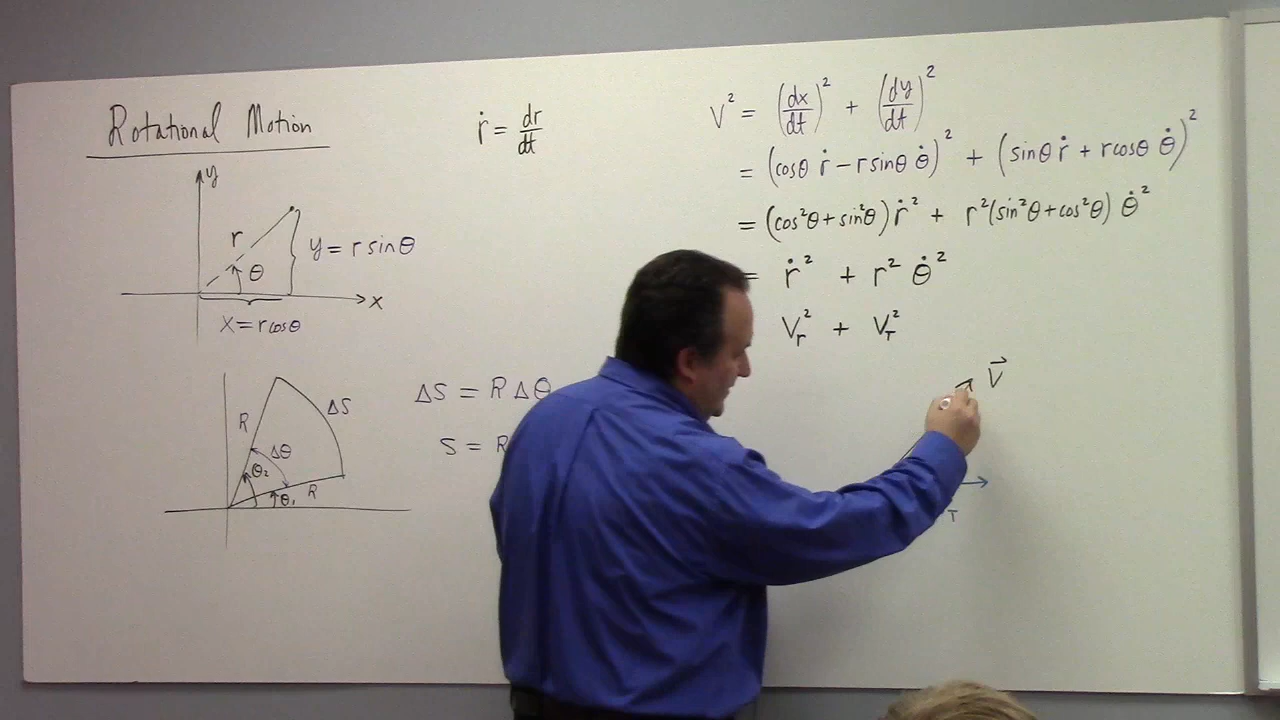 Rotational Motion
ṙ = dr/dt
y
r
θ
y = r sinθ
x
x = r cosθ
R
ΔS
Δθ
θ₂
θ₁
R
ΔS = R Δθ
S = R
V² = (dx/dt)² + (dy/dt)²
= (cosθ ṙ − r sinθ θ̇)² + (sinθ ṙ + r cosθ θ̇)²
= (cos²θ + sin²θ) ṙ² + r²(sin²θ + cos²θ) θ̇²
= ṙ² + r² θ̇²
Vr² + VT²
V⃗
T